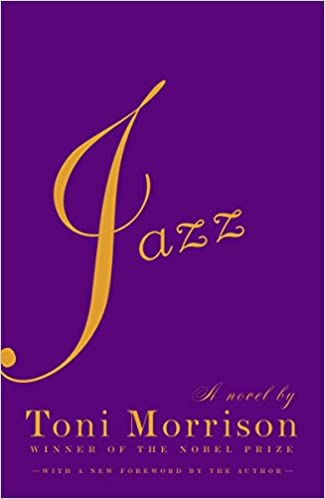 Jazz
A novel by
Toni Morrison
WINNER OF THE NOBEL PRIZE
—WITH A NEW FOREWORD BY THE AUTHOR—